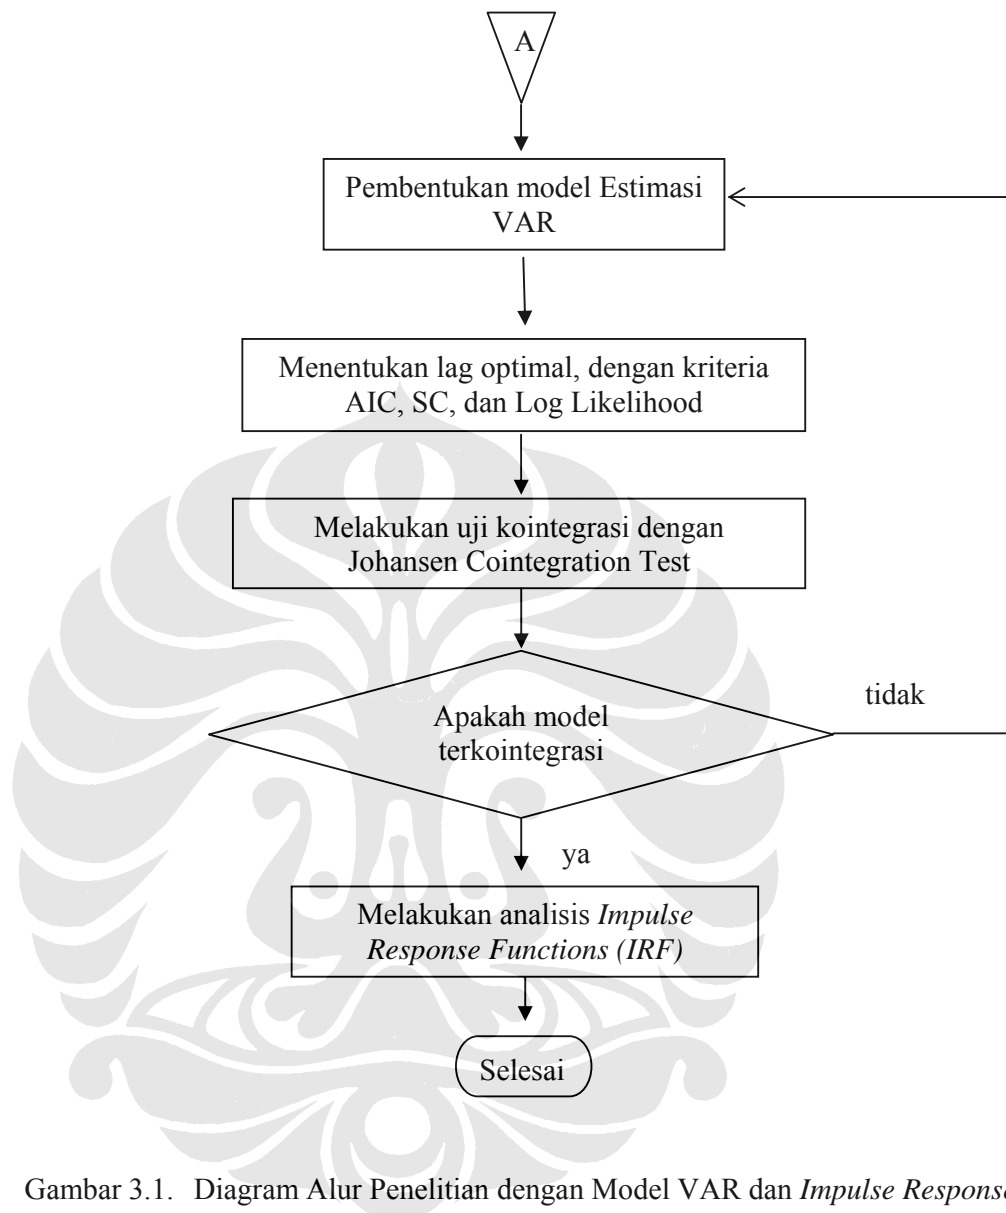 A
Pembentukan model Estimasi
VAR
Menentukan lag optimal, dengan kriteria
AIC, SC, dan Log Likelihood
Melakukan uji kointegrasi dengan
Johansen Cointegration Test
Apakah model
terkointegrasi
tidak
ya
Melakukan analisis Impulse
Response Functions (IRF)
Selesai
Gambar 3.1. Diagram Alur Penelitian dengan Model VAR dan Impulse Response